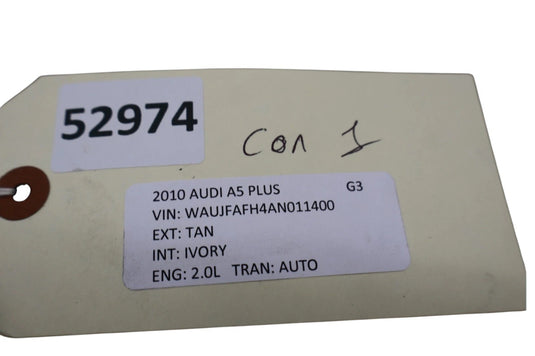 52974
Con 1
2010 AUDI A5 PLUS G3
VIN: WAUJFAFH4AN011400
EXT: TAN
INT: IVORY
ENG: 2.0L TRAN: AUTO